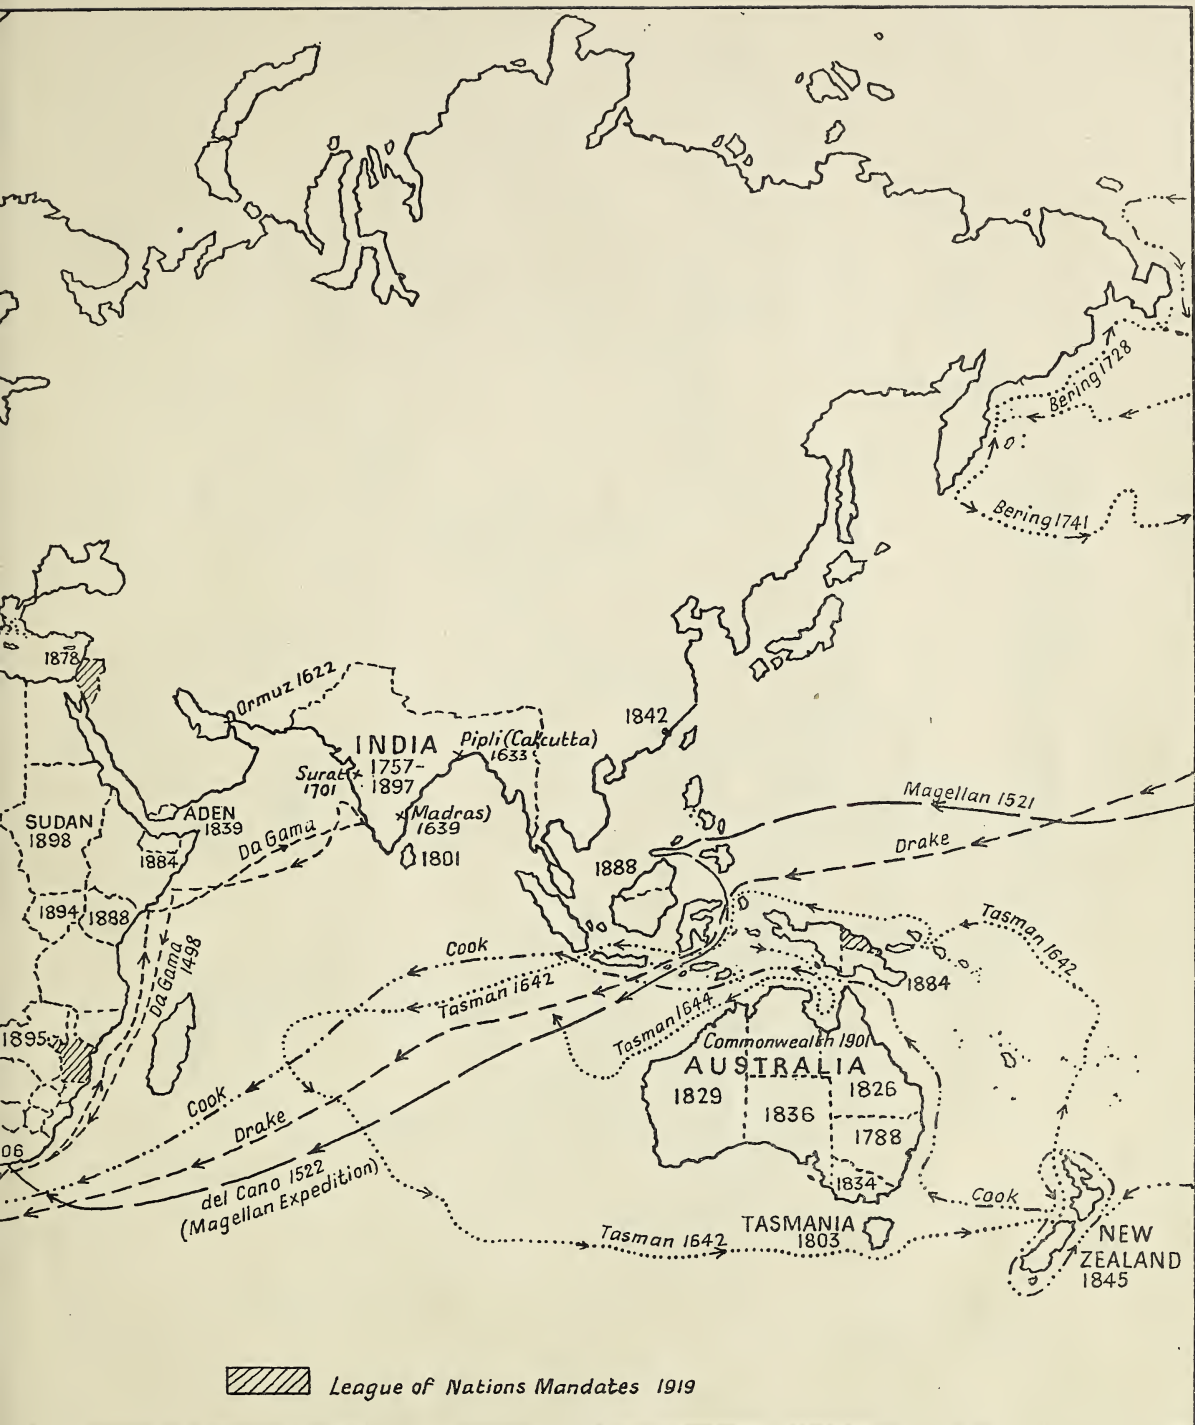 Bering 1728
Bering 1741
1878
Ormuz 1622
1842
INDIA
1757-
1897
Pipli (Calcutta)
1633
Surat
1701
Madras)
1639
1801
Magellan 1521
Drake
SUDAN
1898
ADEN
1839
1884
Da Gama
1888
1894
1888
Da Gama
1498
Cook
Tasman 1642
Tasman 1642
1884
Tasman 1644
1895
Commonwealth 1901
AUSTRALIA
1829
1836
1826
1788
1834
Cook
Drake
06
del Cano 1522
(Magellan Expedition)
Cook
Tasman 1642
TASMANIA
1803
NEW
ZEALAND
1845
League of Nations Mandates 1919